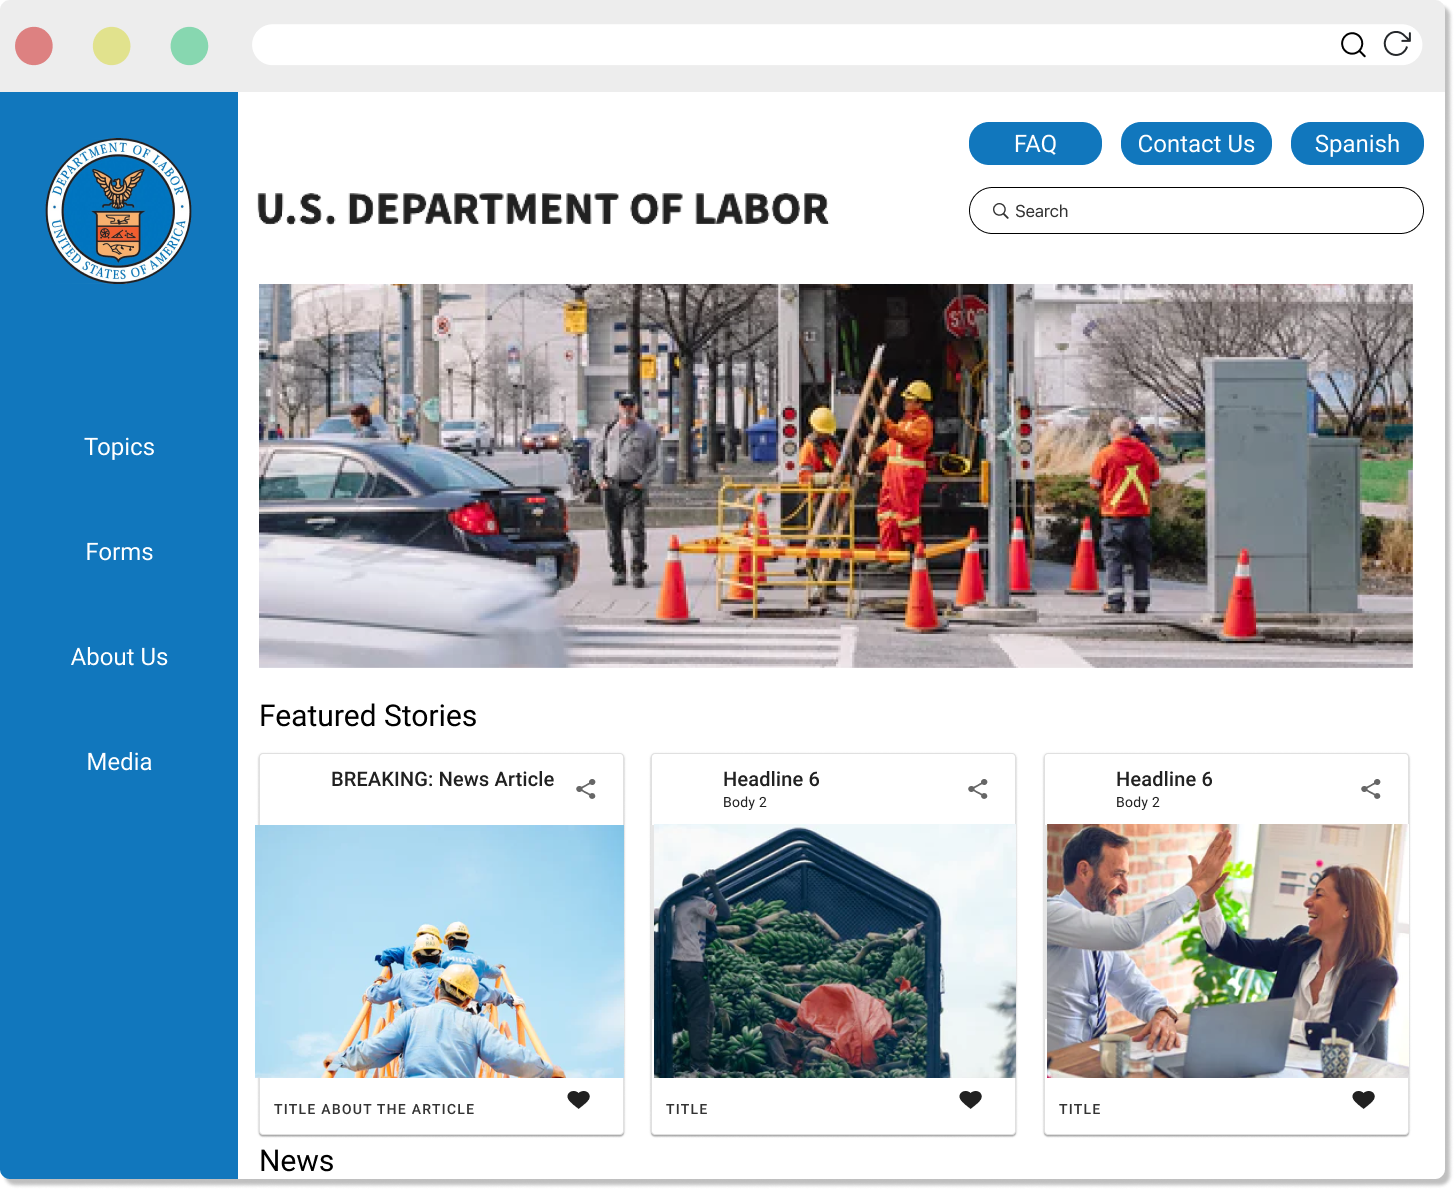 DEPARTMENT OF LABOR
UNITED STATES OF AMERICA
FAQ
Contact Us
Spanish
U.S. DEPARTMENT OF LABOR
Search
Topics
Forms
About Us
Media
STOP
Featured Stories
BREAKING: News Article
Headline 6
Body 2
Headline 6
Body 2
TITLE ABOUT THE ARTICLE
TITLE
TITLE
News